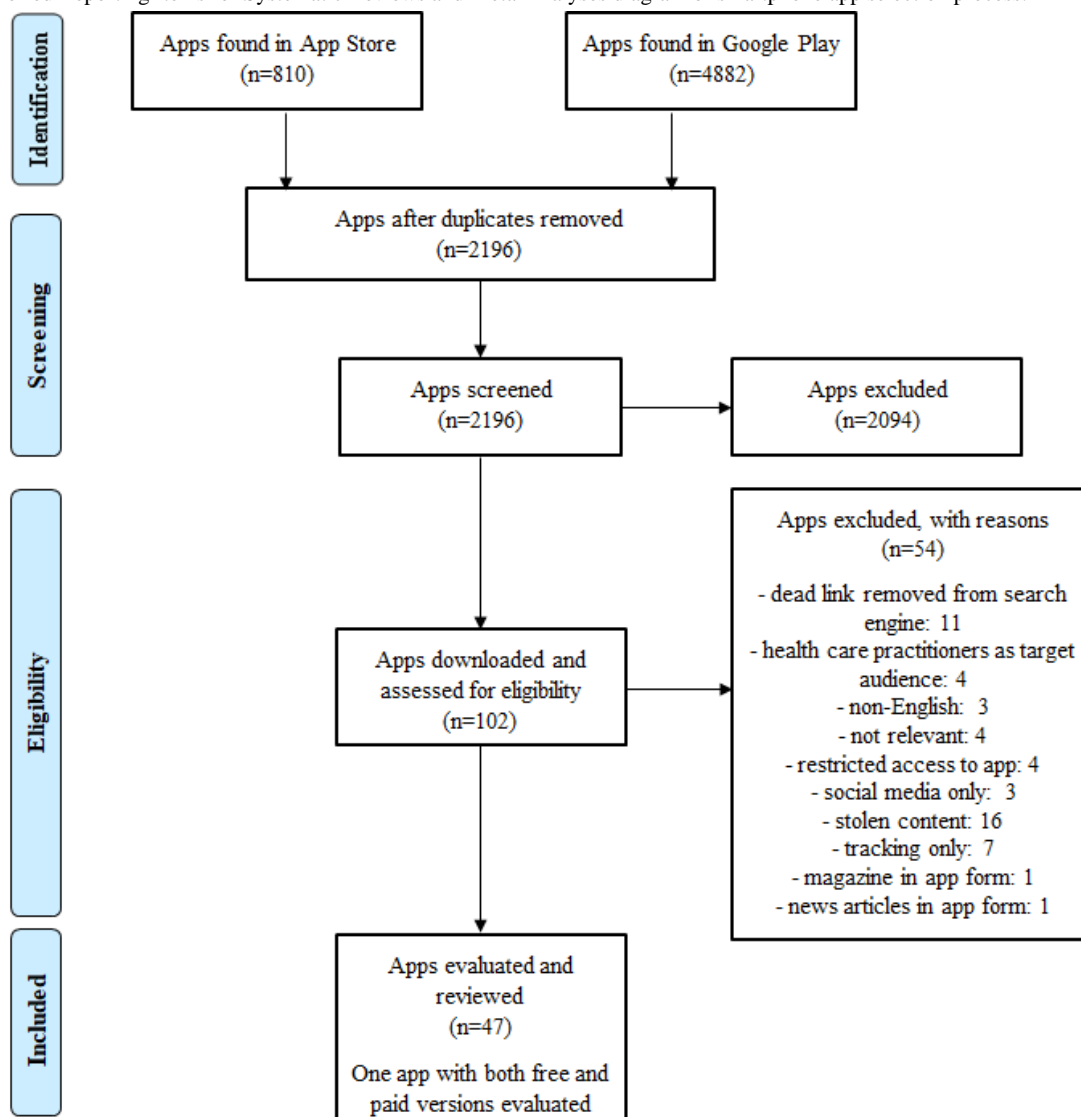 Apps found in App Store
(n=810)
Apps found in Google Play
(n=4882)
Identification
Apps after duplicates removed
(n=2196)
Screening
Apps screened
(n=2196)
Apps excluded
(n=2094)
Eligibility
Apps downloaded and
assessed for eligibility
(n=102)
Apps excluded, with reasons
(n=54)
- dead link removed from search
engine: 11
- health care practitioners as target
audience: 4
- non-English: 3
- not relevant: 4
- restricted access to app: 4
- social media only: 3
- stolen content: 16
- tracking only: 7
- magazine in app form: 1
- news articles in app form: 1
Included
Apps evaluated and
reviewed
(n=47)
One app with both free and
paid versions evaluated